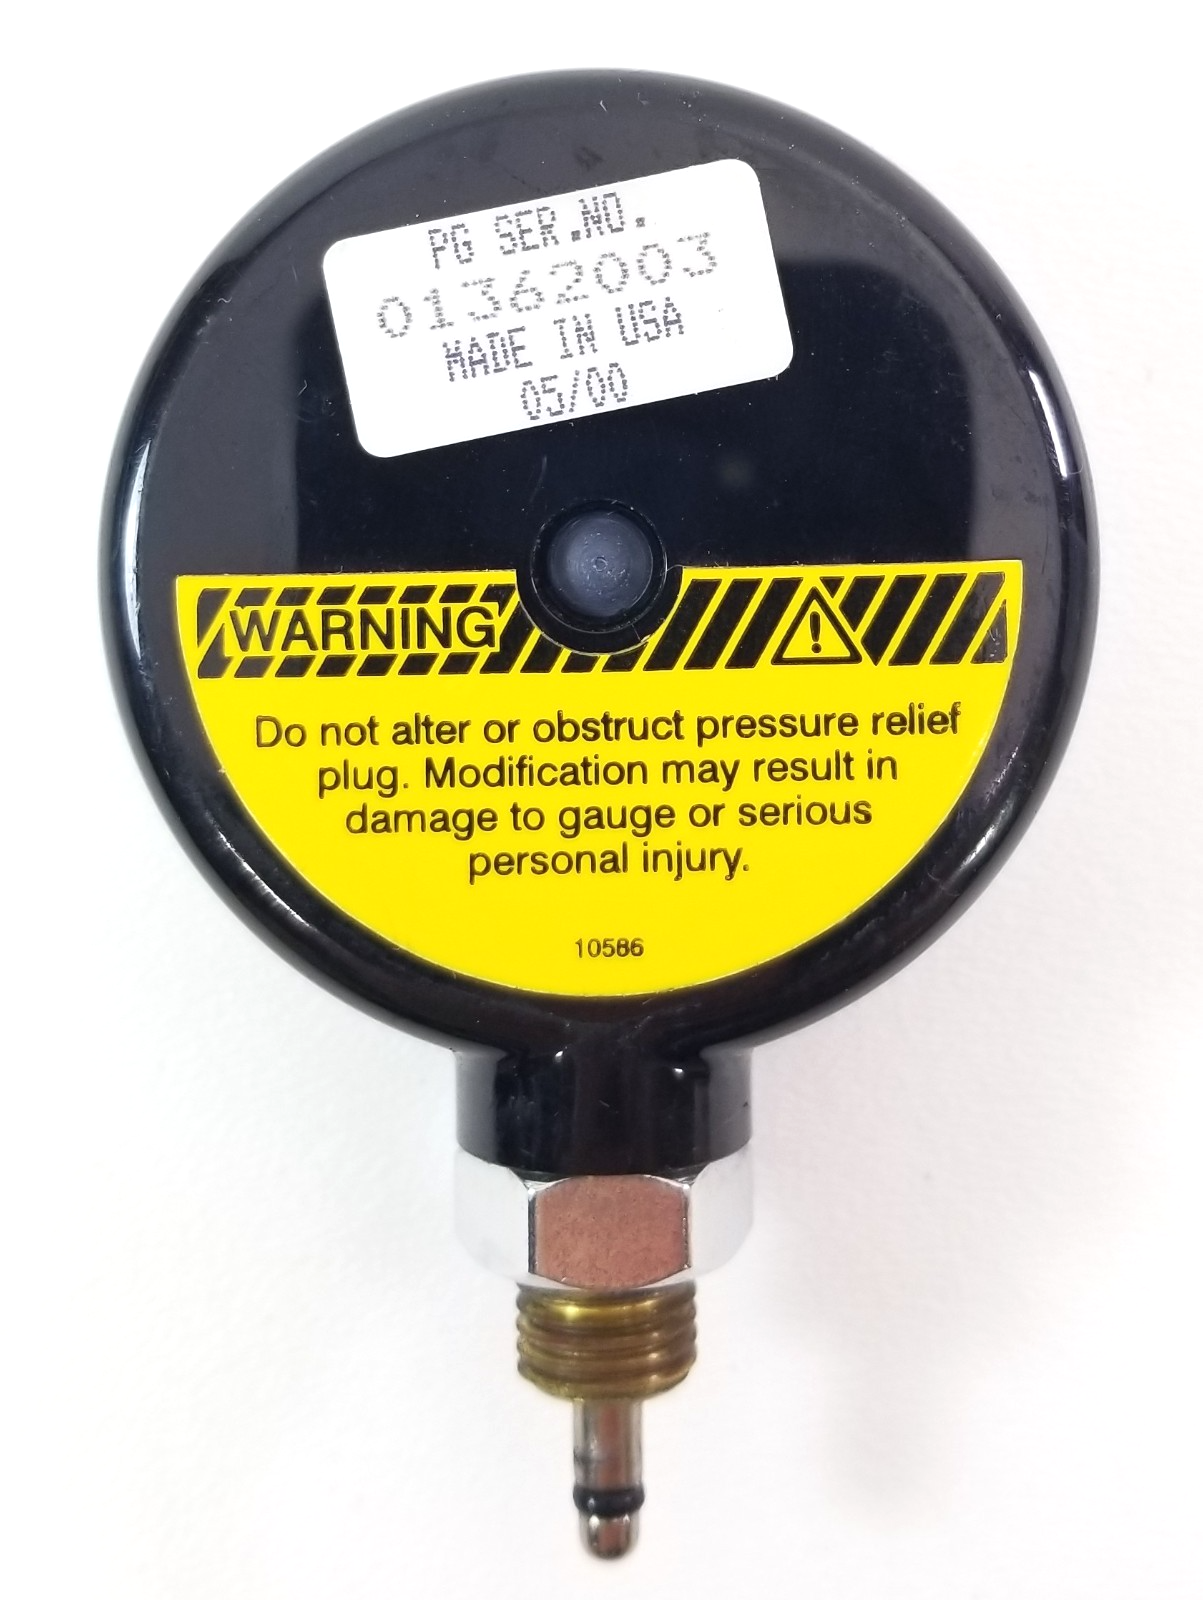 PG SER.NO.
01362003
MADE IN USA
05/00
WARNING
!
Do not alter or obstruct pressure relief
plug. Modification may result in
damage to gauge or serious
personal injury.
10586